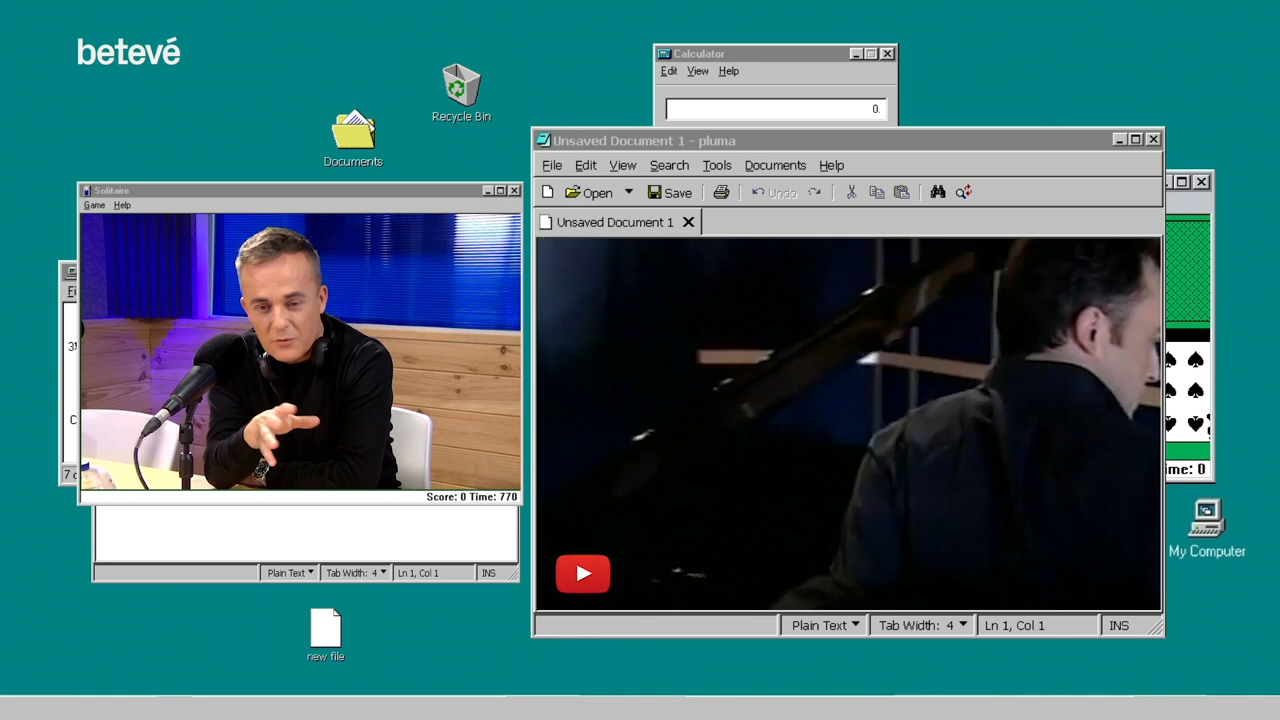 betevé
Recycle Bin
Documents
Calculator
Edit View Help
0.
Unsaved Document 1 - pluma
File Edit View Search Tools Documents Help
Open Save Undo
Unsaved Document 1
Solitaire
Game Help
Score: 0 Time: 770
Plain Text Tab Width: 4 Ln 1, Col 1 INS
Plain Text Tab Width: 4 Ln 1, Col 1 INS
ime: 0
My Computer
new file